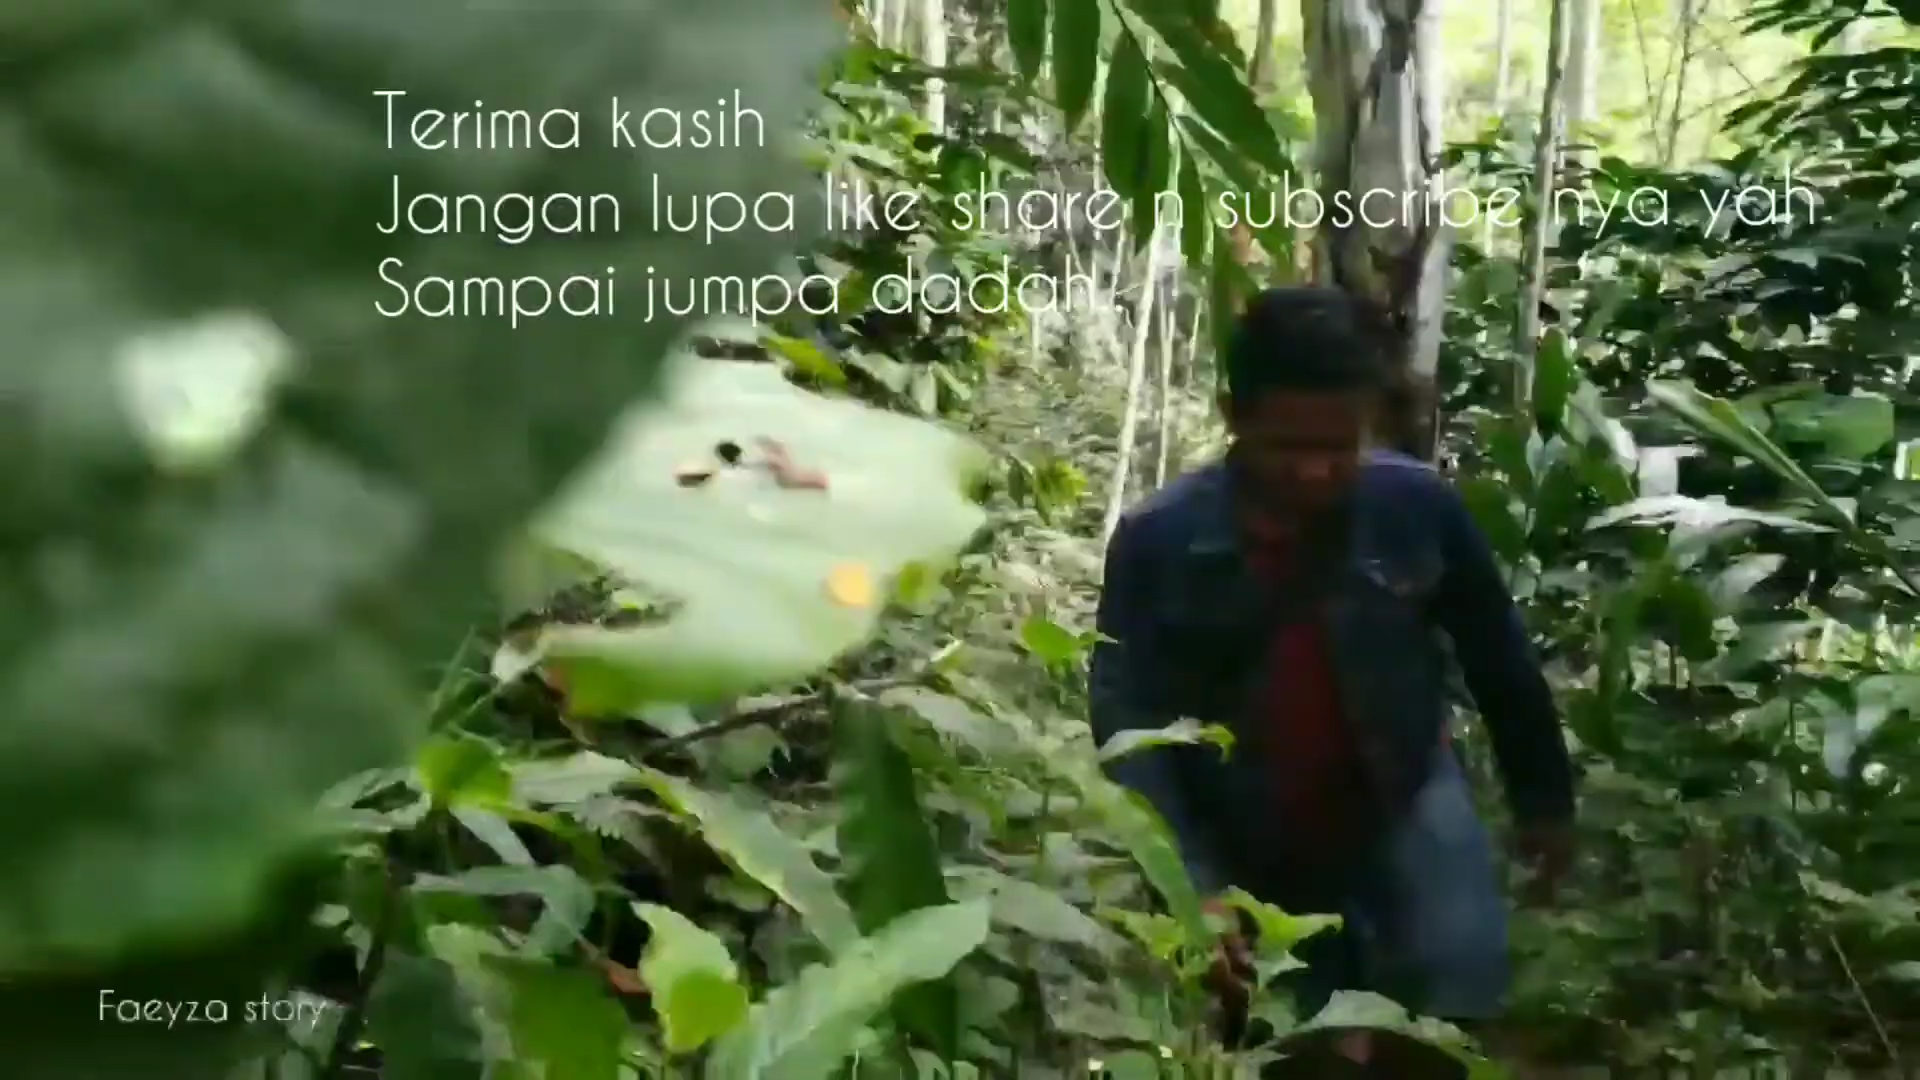 Terima kasih
Jangan lupa like share n subscribe nya yah
Sampai jumpa dadah..
Faeyza story